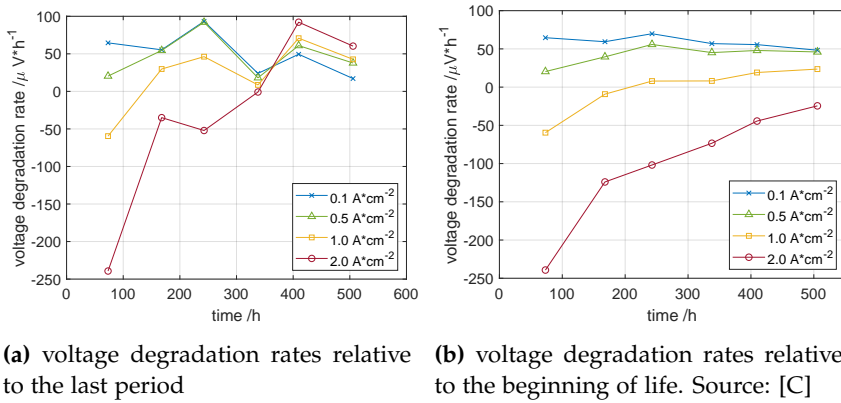 100
50
0
-50
-100
-150
-200
-250
voltage degradation rate /μ V*h⁻¹
0.1 A*cm⁻²
0.5 A*cm⁻²
1.0 A*cm⁻²
2.0 A*cm⁻²
0 100 200 300 400 500 600
time /h
(a) voltage degradation rates relative
to the last period
100
50
0
-50
-100
-150
-200
-250
voltage degradation rate /μ V*h⁻¹
0.1 A*cm⁻²
0.5 A*cm⁻²
1.0 A*cm⁻²
2.0 A*cm⁻²
0 100 200 300 400 500
time /h
(b) voltage degradation rates relative
to the beginning of life. Source: [C]